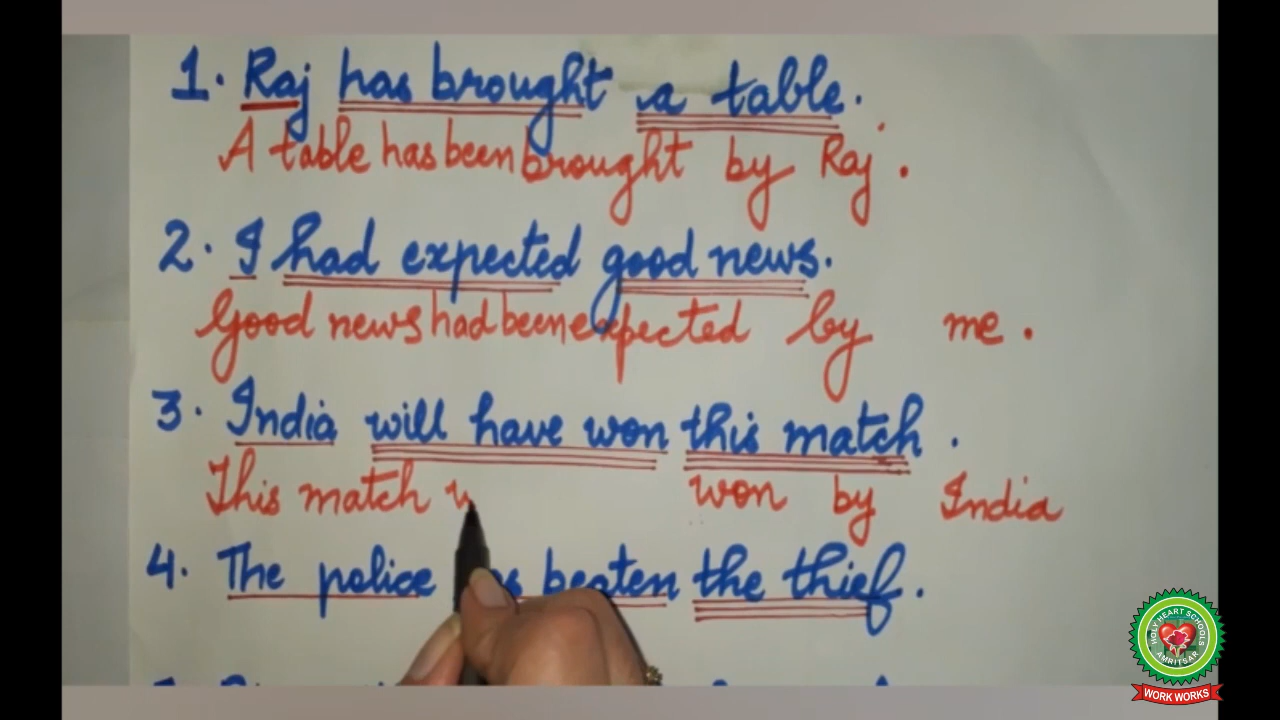 1. Raj has brought a table.
A table has been brought by Raj.
2. I had expected good news.
Good news had been expected by me.
3. India will have won this match.
This match won by India
4. The police beaten the thief.
HOLY HEART SCHOOLS
AMRITSAR
WORK WORKS